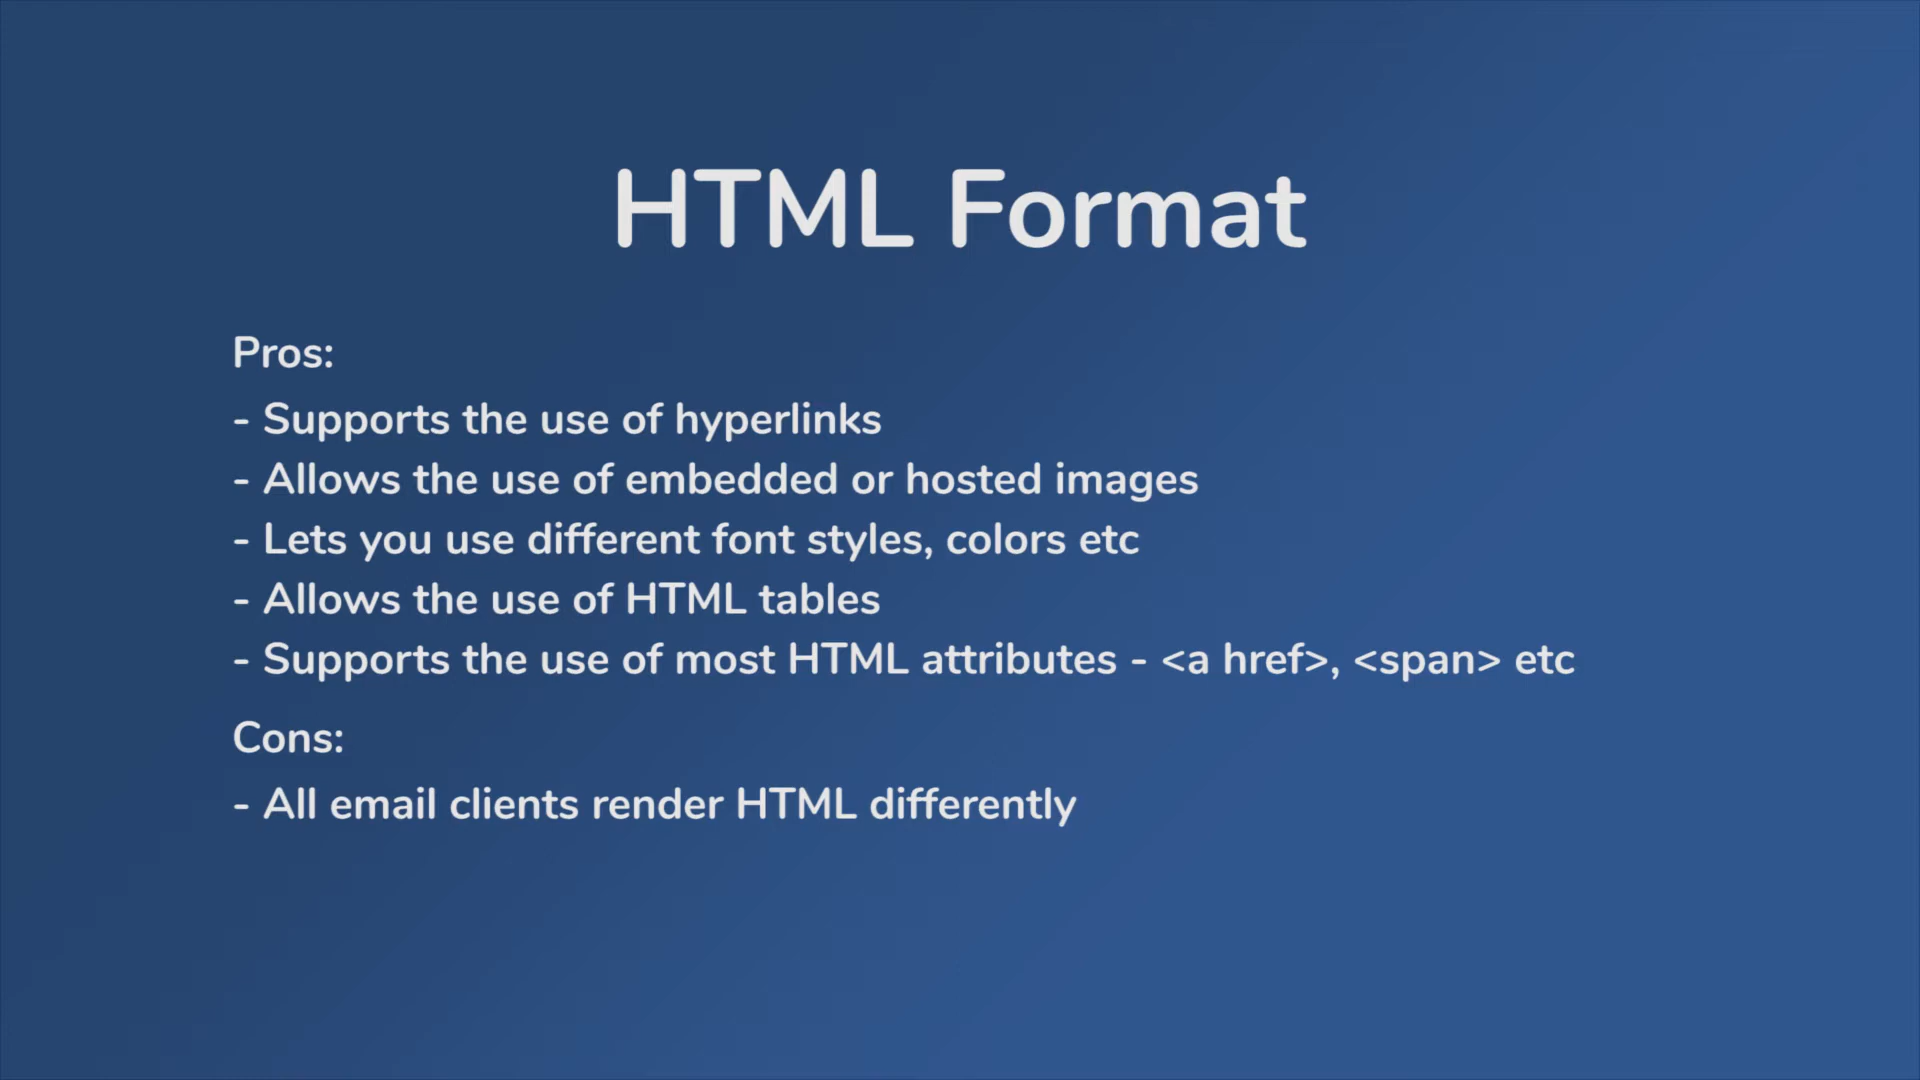 HTML Format
Pros:
- Supports the use of hyperlinks
- Allows the use of embedded or hosted images
- Lets you use different font styles, colors etc
- Allows the use of HTML tables
- Supports the use of most HTML attributes - <a href>, <span> etc
Cons:
- All email clients render HTML differently